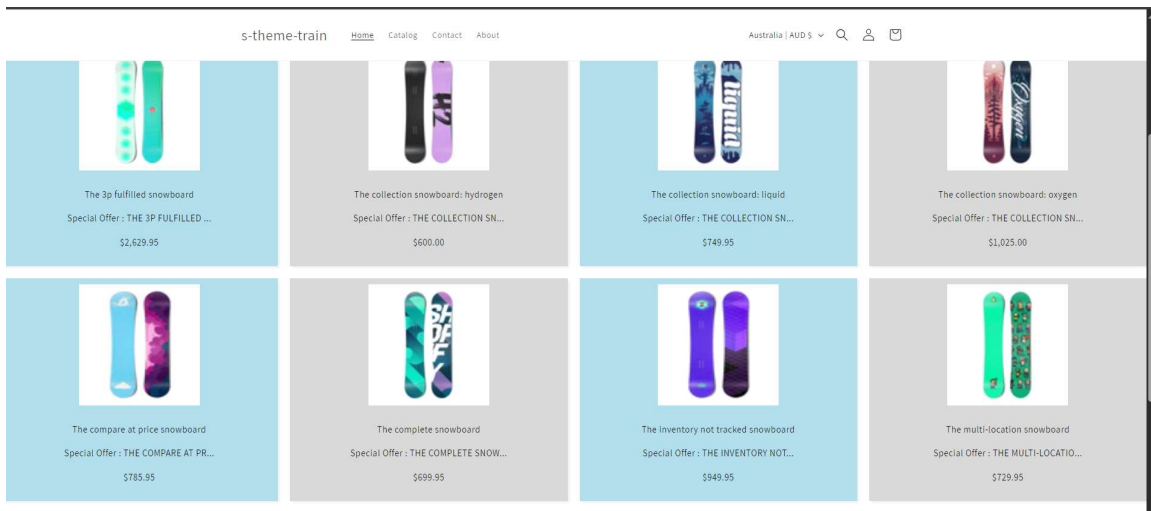 s-theme-train Home Catalog Contact About Australia | AUD $
H2
liquid
Oxygen
The 3p fulfilled snowboard
The collection snowboard: hydrogen
The collection snowboard: liquid
The collection snowboard: oxygen
Special Offer : THE 3P FULFILLED ...
Special Offer : THE COLLECTION SN...
Special Offer : THE COLLECTION SN...
Special Offer : THE COLLECTION SN...
$2,629.95
$600.00
$749.95
$1,025.00
The compare at price snowboard
The complete snowboard
The inventory not tracked snowboard
The multi-location snowboard
Special Offer : THE COMPARE AT PR...
Special Offer : THE COMPLETE SNOW...
Special Offer : THE INVENTORY NOT...
Special Offer : THE MULTI-LOCATIO...
$785.95
$699.95
$949.95
$729.95